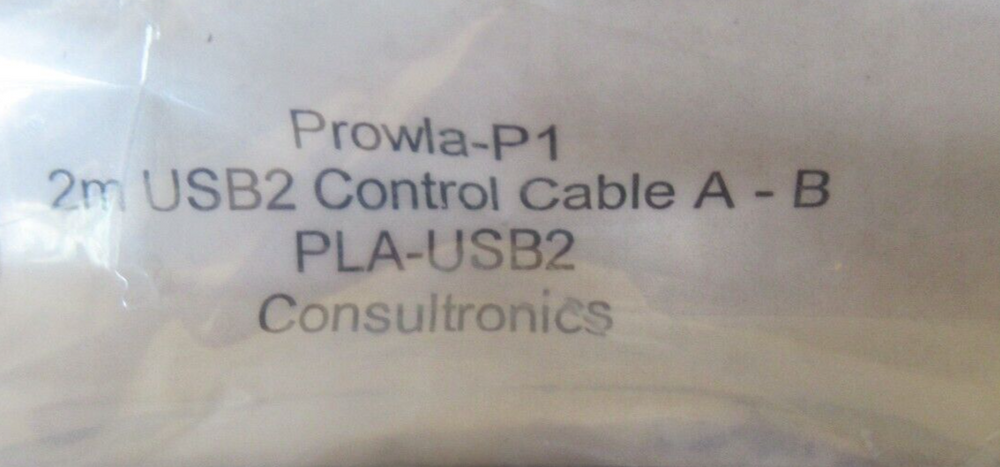 Prowla-P1
2m USB2 Control Cable A - B
PLA-USB2
Consultronics